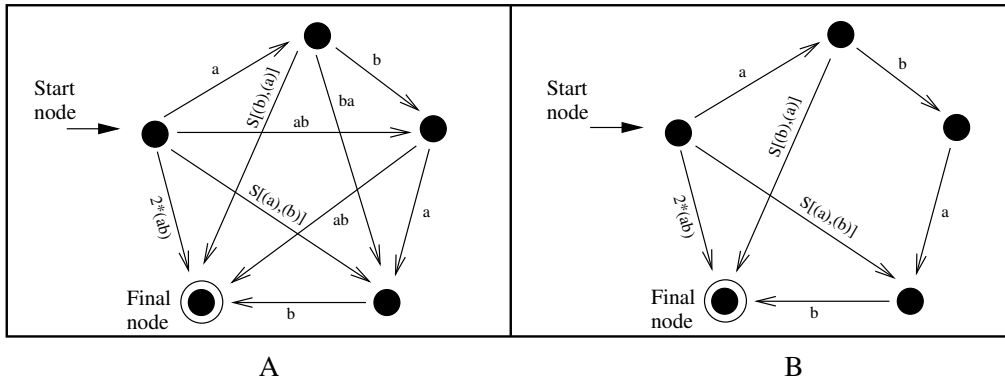 Start
node
a
b
S[(b),(a)]
ba
ab
S[(a),(b)]
2*(ab)
ab
a
Final
node
b
A
Start
node
a
b
S[(b),(a)]
S[(a),(b)]
2*(ab)
a
Final
node
b
B